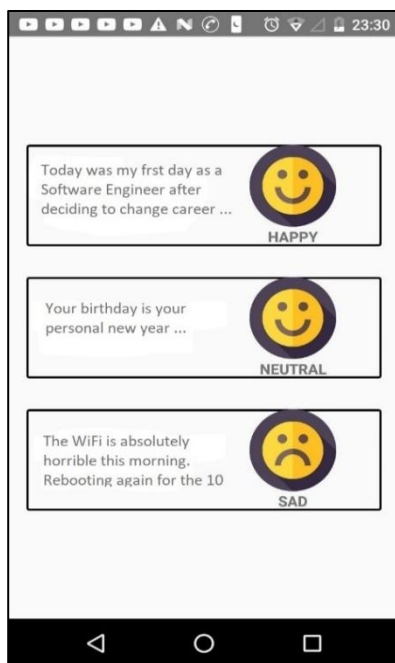 23:30
Today was my frst day as a
Software Engineer after
deciding to change career ...
HAPPY
Your birthday is your
personal new year ...
NEUTRAL
The WiFi is absolutely
horrible this morning.
Rebooting again for the 10
SAD